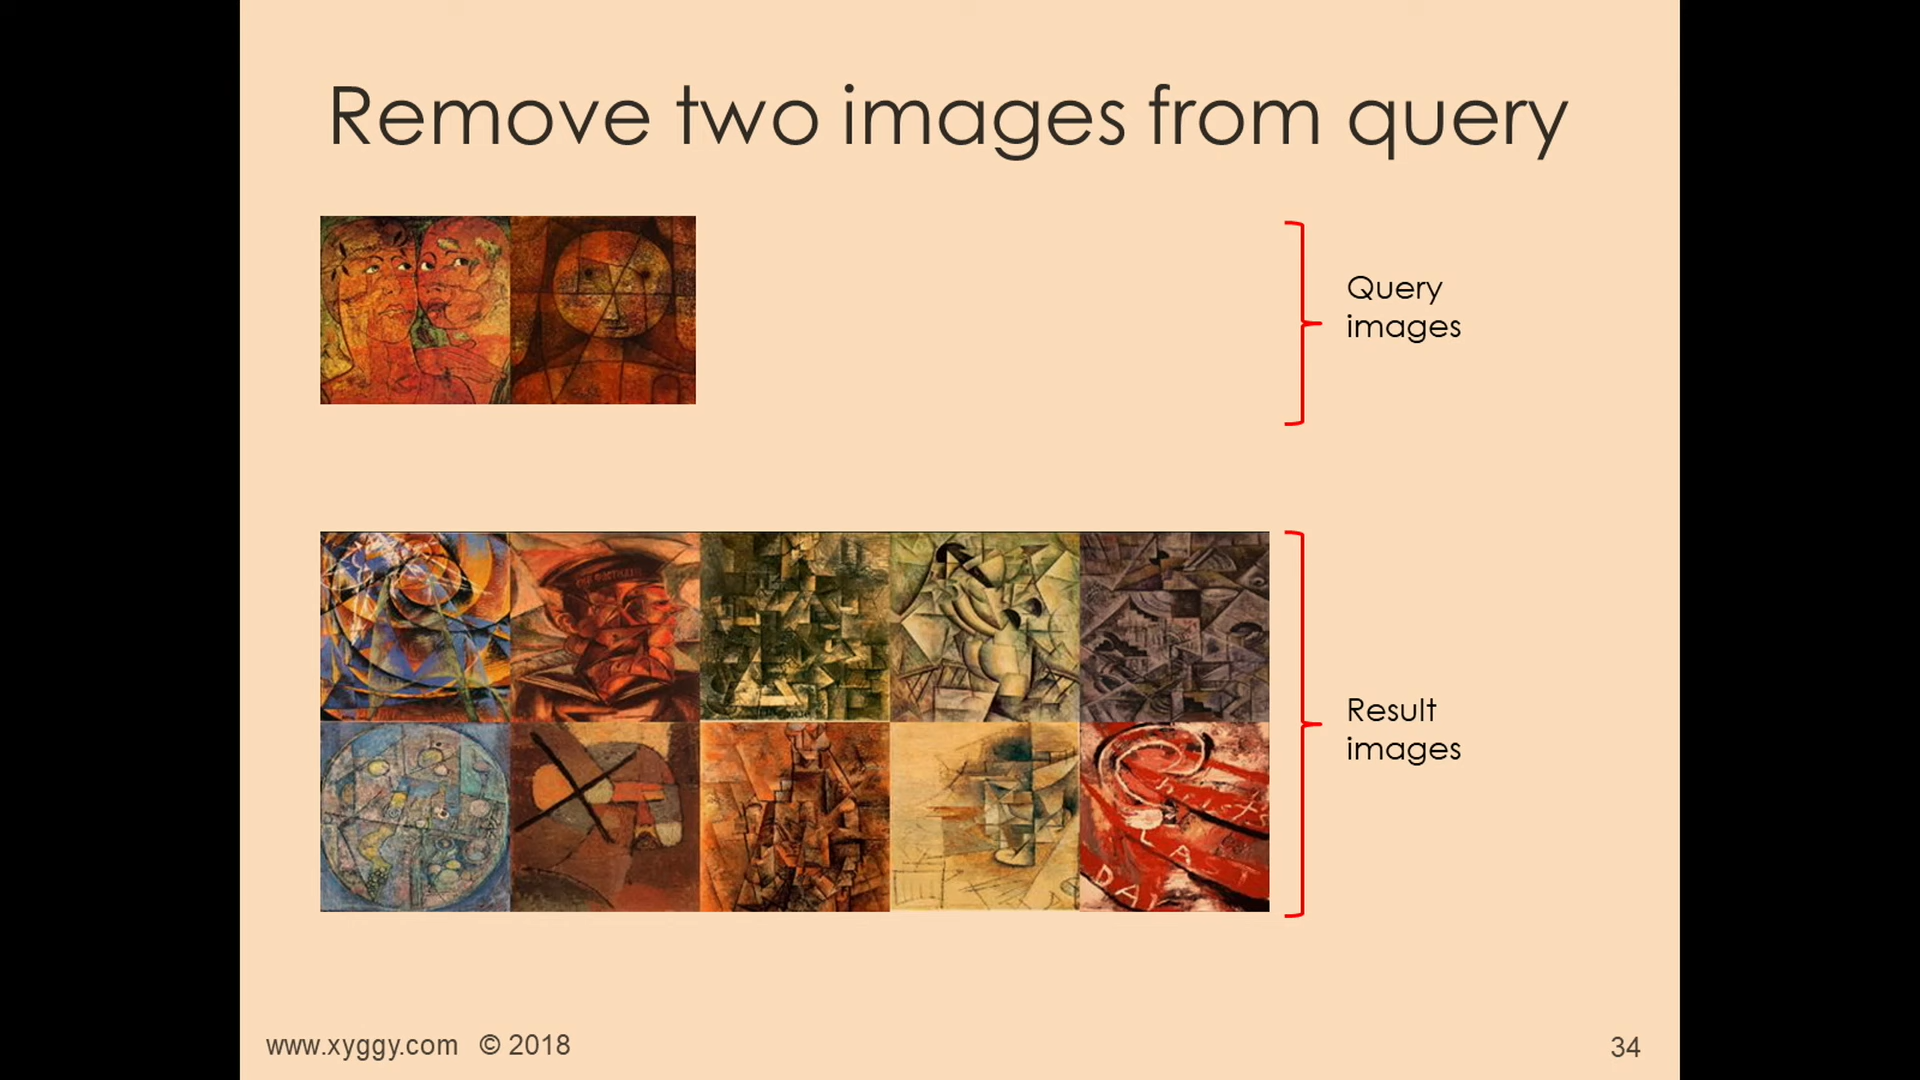 Remove two images from query
Query
images
Result
images
www.xyggy.com © 2018
34